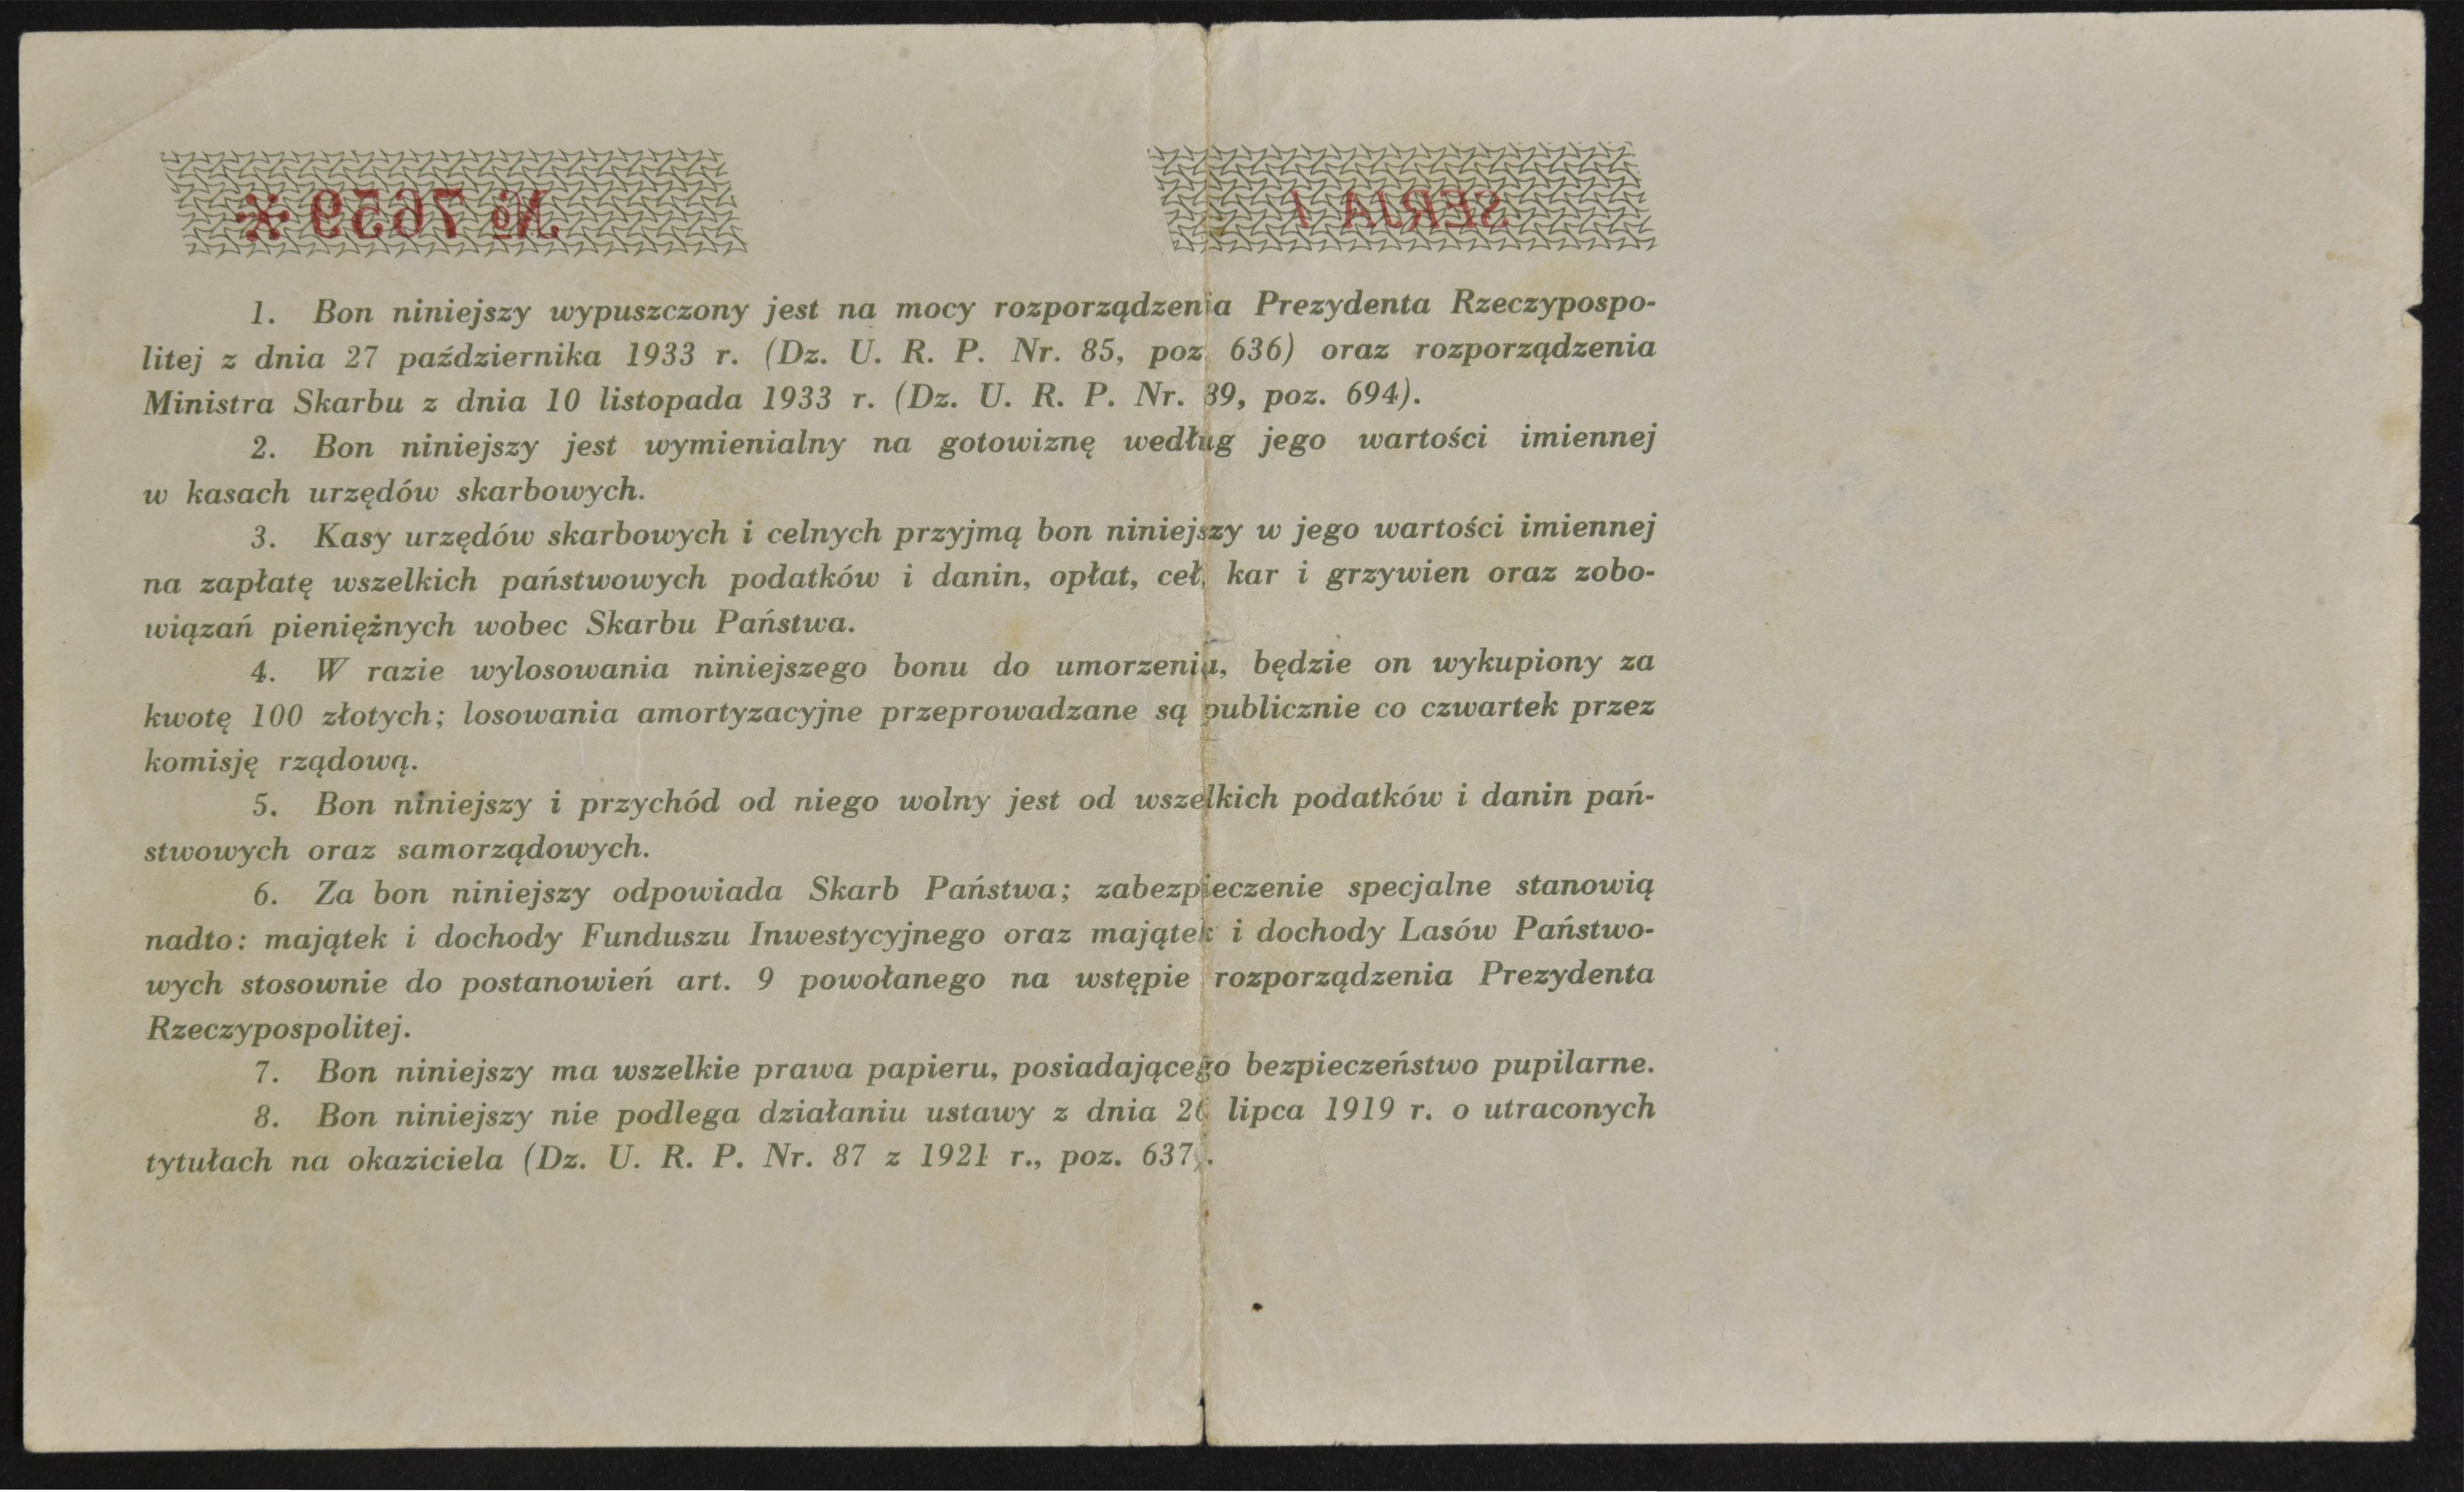 № 7659 * SERJA I
1. Bon niniejszy wypuszczony jest na mocy rozporządzenia Prezydenta Rzeczypospo-
litej z dnia 27 października 1933 r. (Dz. U. R. P. Nr. 85, poz. 636) oraz rozporządzenia
Ministra Skarbu z dnia 10 listopada 1933 r. (Dz. U. R. P. Nr. 89, poz. 694).
2. Bon niniejszy jest wymienialny na gotowiznę według jego wartości imiennej
w kasach urzędów skarbowych.
3. Kasy urzędów skarbowych i celnych przyjmą bon niniejszy w jego wartości imiennej
na zapłatę wszelkich państwowych podatków i danin, opłat, ceł, kar i grzywien oraz zobo-
wiązań pieniężnych wobec Skarbu Państwa.
4. W razie wylosowania niniejszego bonu do umorzenia, będzie on wykupiony za
kwotę 100 złotych; losowania amortyzacyjne przeprowadzane są publicznie co czwartek przez
komisję rządową.
5. Bon niniejszy i przychód od niego wolny jest od wszelkich podatków i danin pań-
stwowych oraz samorządowych.
6. Za bon niniejszy odpowiada Skarb Państwa; zabezpieczenie specjalne stanowią
nadto: majątek i dochody Funduszu Inwestycyjnego oraz majątek i dochody Lasów Państwo-
wych stosownie do postanowień art. 9 powołanego na wstępie rozporządzenia Prezydenta
Rzeczypospolitej.
7. Bon niniejszy ma wszelkie prawa papieru, posiadającego bezpieczeństwo pupilarne.
8. Bon niniejszy nie podlega działaniu ustawy z dnia 26 lipca 1919 r. o utraconych
tytułach na okaziciela (Dz. U. R. P. Nr. 87 z 1921 r., poz. 637).